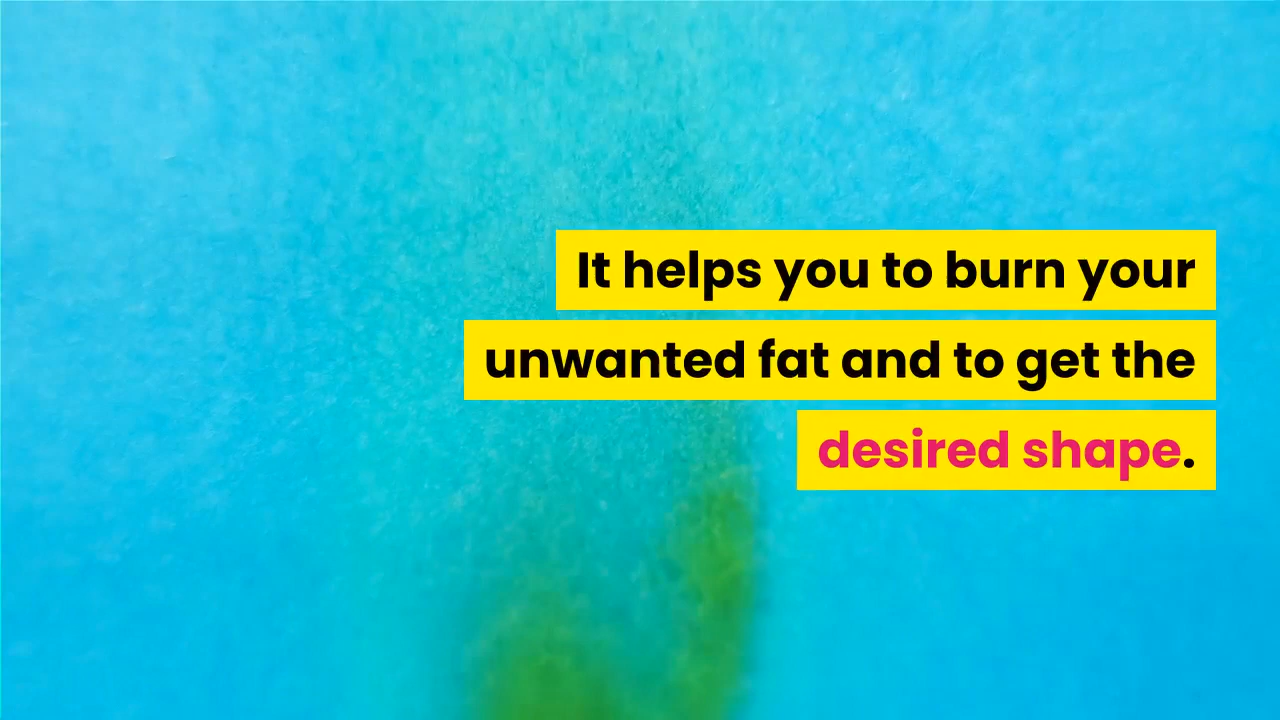 It helps you to burn your
unwanted fat and to get the
desired shape.